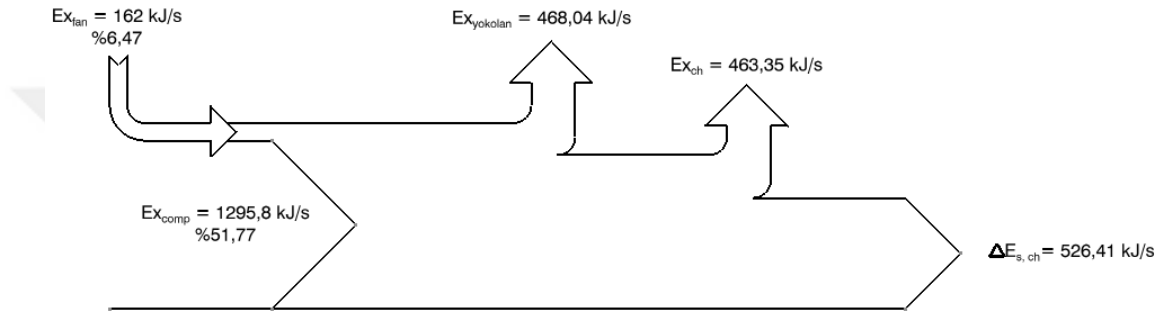 Ex_fan = 162 kJ/s
%6,47
Ex_yokolan = 468,04 kJ/s
Ex_ch = 463,35 kJ/s
Ex_comp = 1295,8 kJ/s
%51,77
ΔE_s, ch = 526,41 kJ/s